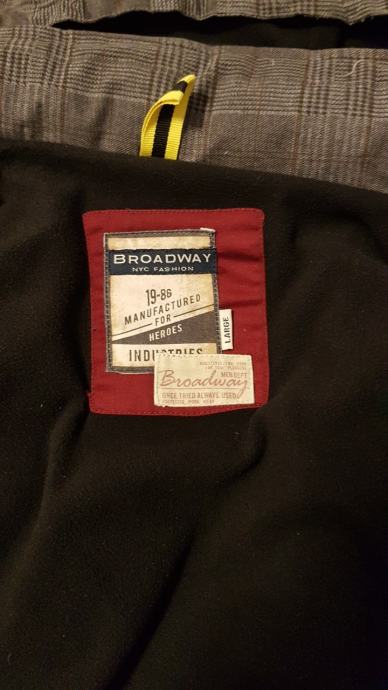 BROADWAY
NYC FASHION
19-86
MANUFACTURED
FOR
HEROES
INDUSTRIES
LARGE
MEN DEPT
Broadway
ONCE TRIED ALWAYS USED